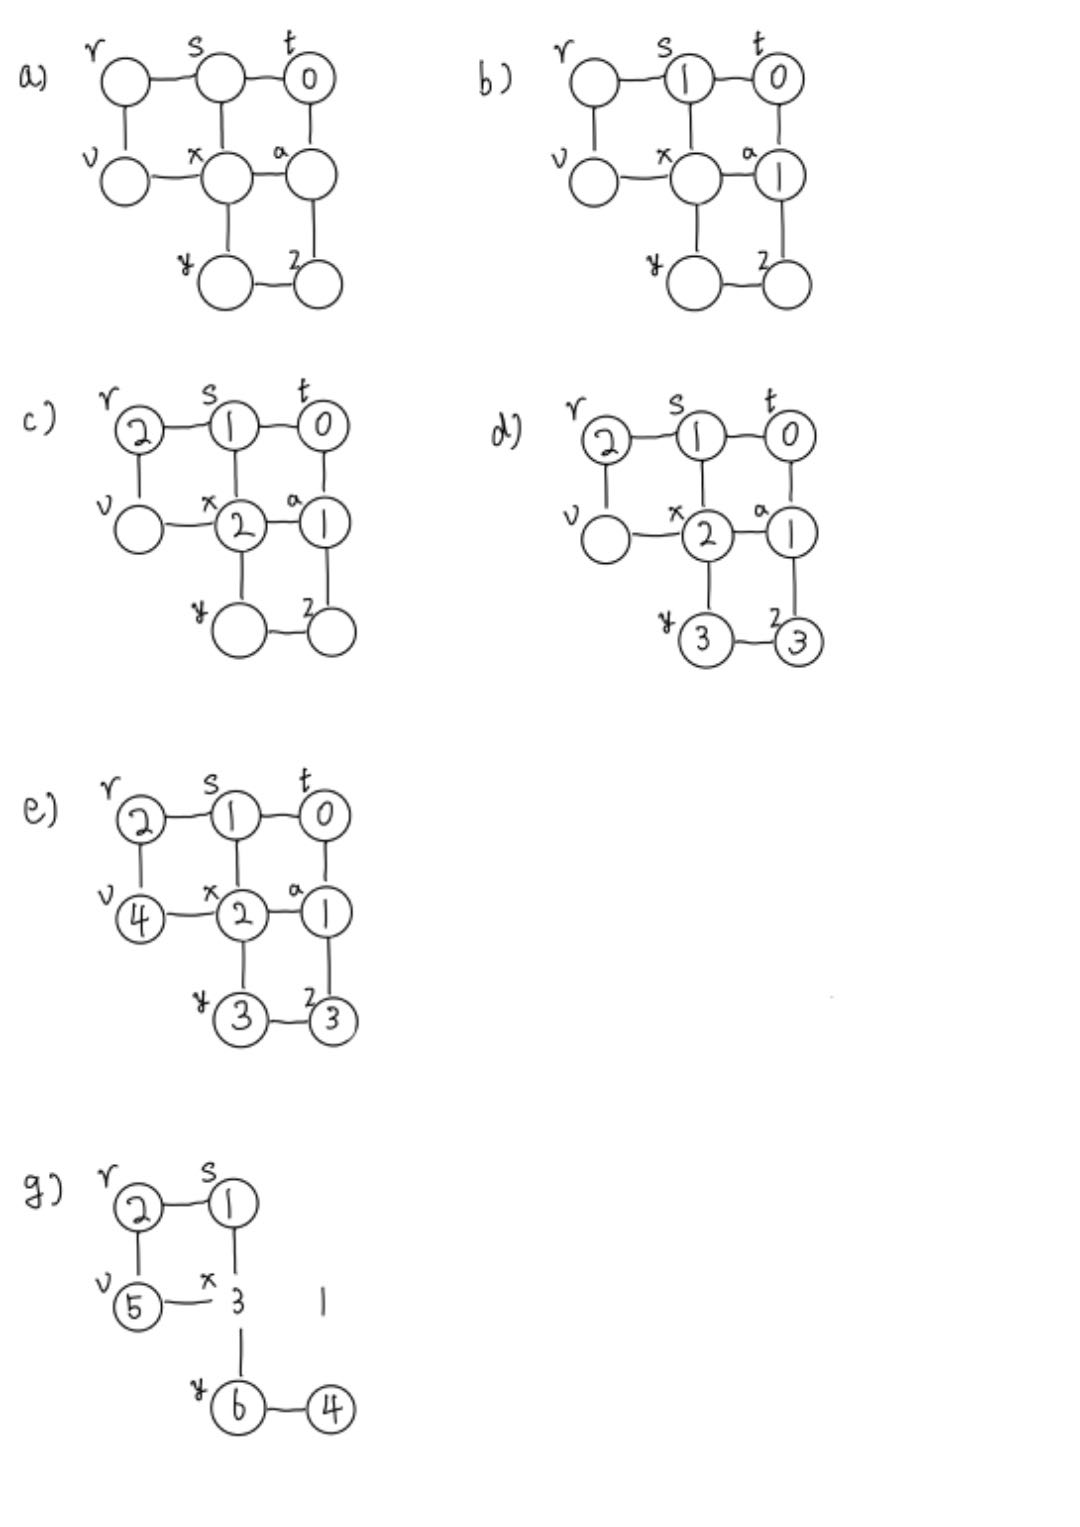 r s t
a) 0
v x a
y z
r s t
b) 1 0
v x a
1
y z
r s t
c) 2 1 0
v x a
2 1
y z
r s t
d) 2 1 0
v x a
2 1
y z
3 3
r s t
e) 2 1 0
v x a
4 2 1
y z
3 3
r s
g) 2 1
v x
5 3 1
y
6 4